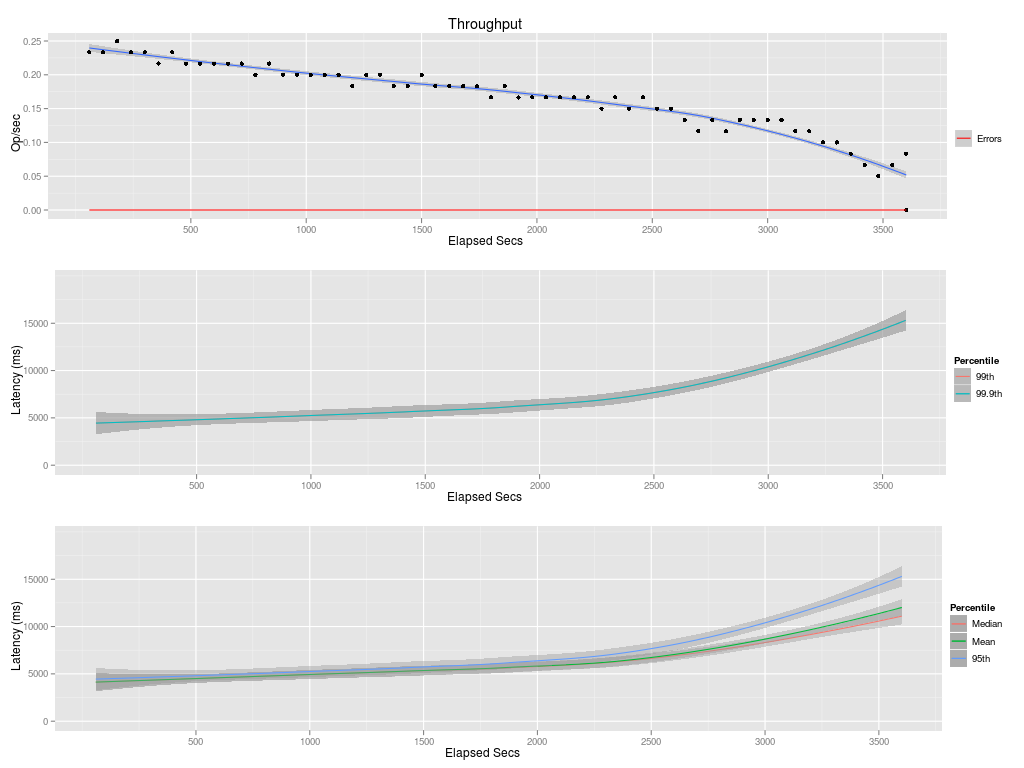 Throughput
Op/sec
0.25
0.20
0.15
0.10
0.05
0.00
500 1000 1500 2000 2500 3000 3500
Elapsed Secs
Errors
Latency (ms)
15000
10000
5000
0
500 1000 1500 2000 2500 3000 3500
Elapsed Secs
Percentile
99th
99.9th
Latency (ms)
15000
10000
5000
0
500 1000 1500 2000 2500 3000 3500
Elapsed Secs
Percentile
Median
Mean
95th